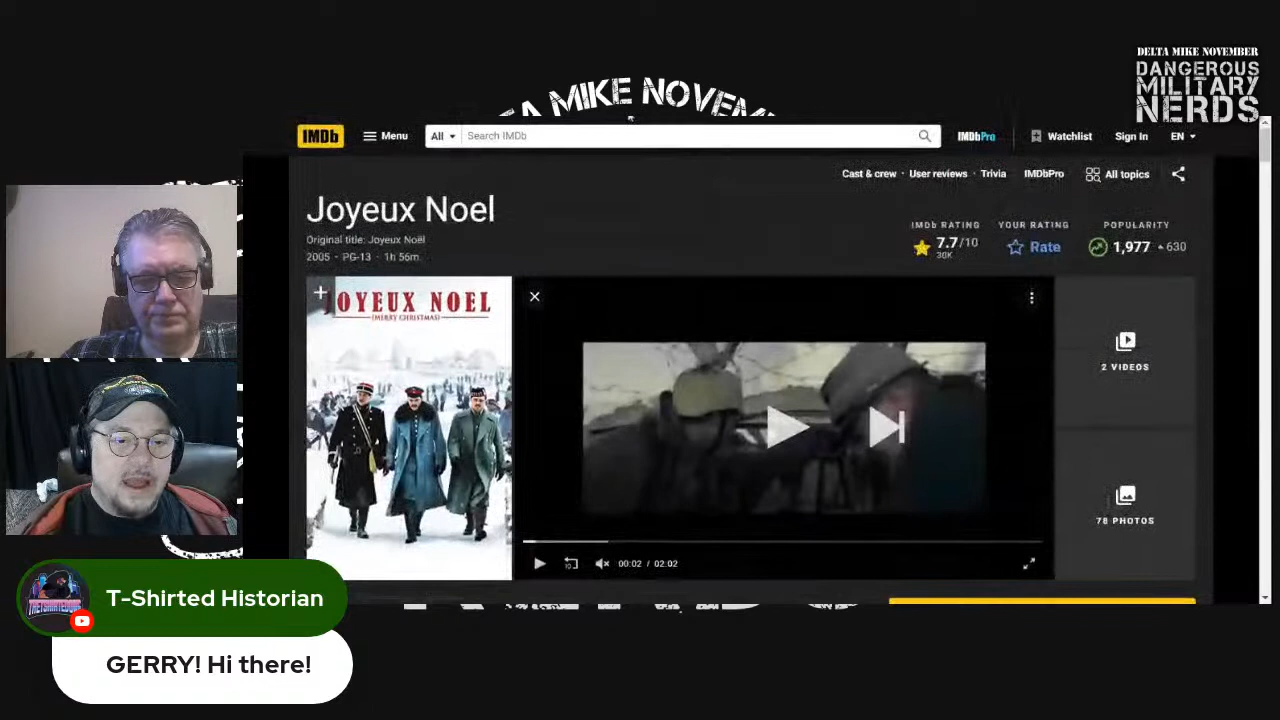 DELTA MIKE NOVEMBER
DANGEROUS
MILITARY
NERDS
TA MIKE NOVEM
IMDb
Menu
All
Search IMDb
IMDbPro
Watchlist
Sign In
EN
Cast & crew · User reviews · Trivia
IMDbPro
All topics
Joyeux Noel
Original title: Joyeux Noël
2005 · PG-13 · 1h 56m
IMDb RATING
7.7/10
30K
YOUR RATING
Rate
POPULARITY
1,977
630
JOYEUX NOEL
(MERRY CHRISTMAS)
2 VIDEOS
78 PHOTOS
10
00:02 / 02:02
T-Shirted Historian
GERRY! Hi there!